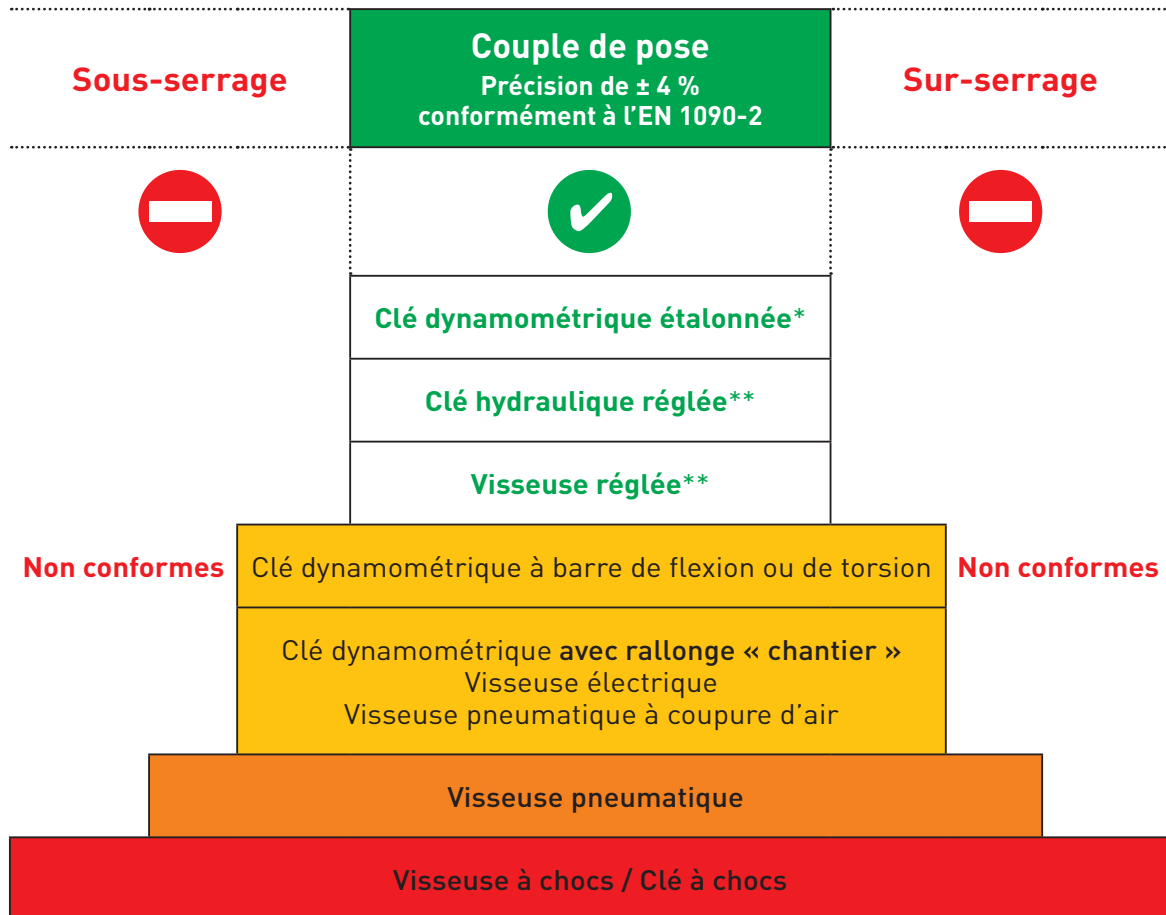 Sous-serrage
Couple de pose
Précision de ± 4 %
conformément à l’EN 1090-2
Sur-serrage
Clé dynamométrique étalonnée*
Clé hydraulique réglée**
Visseuse réglée**
Non conformes
Clé dynamométrique à barre de flexion ou de torsion
Non conformes
Clé dynamométrique avec rallonge « chantier »
Visseuse électrique
Visseuse pneumatique à coupure d’air
Visseuse pneumatique
Visseuse à chocs / Clé à chocs